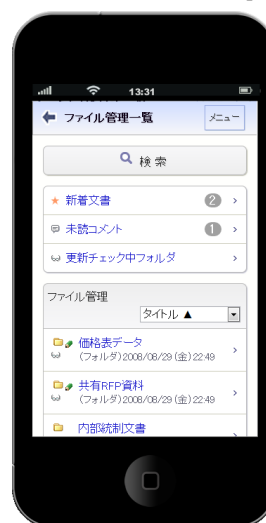 13:31
ファイル管理一覧
メニュー
検 索
新着文書 2
未読コメント 1
更新チェック中フォルダ
ファイル管理
タイトル ▲
価格表データ
(フォルダ)2008/08/29(金)22:49
共有RFP資料
(フォルダ)2008/08/29(金)22:49
内部統制文書